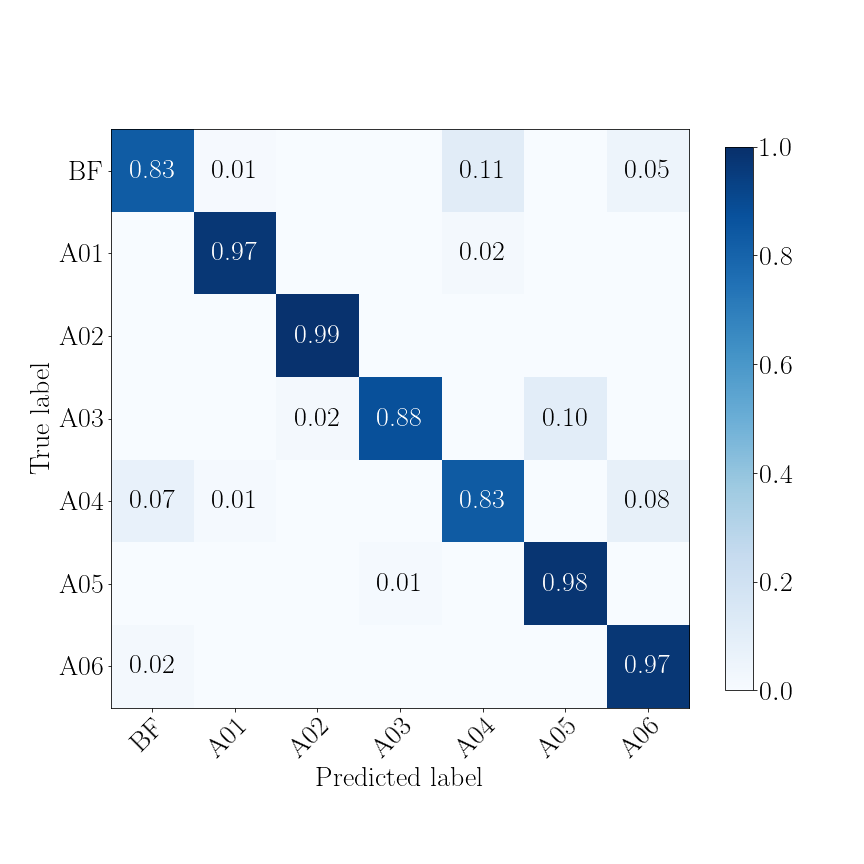 BF 0.83 0.01 0.11 0.05
A01 0.97 0.02
A02 0.99
A03 0.02 0.88 0.10
A04 0.07 0.01 0.83 0.08
A05 0.01 0.98
A06 0.02 0.97
True label
BF A01 A02 A03 A04 A05 A06
Predicted label
1.0
0.8
0.6
0.4
0.2
0.0